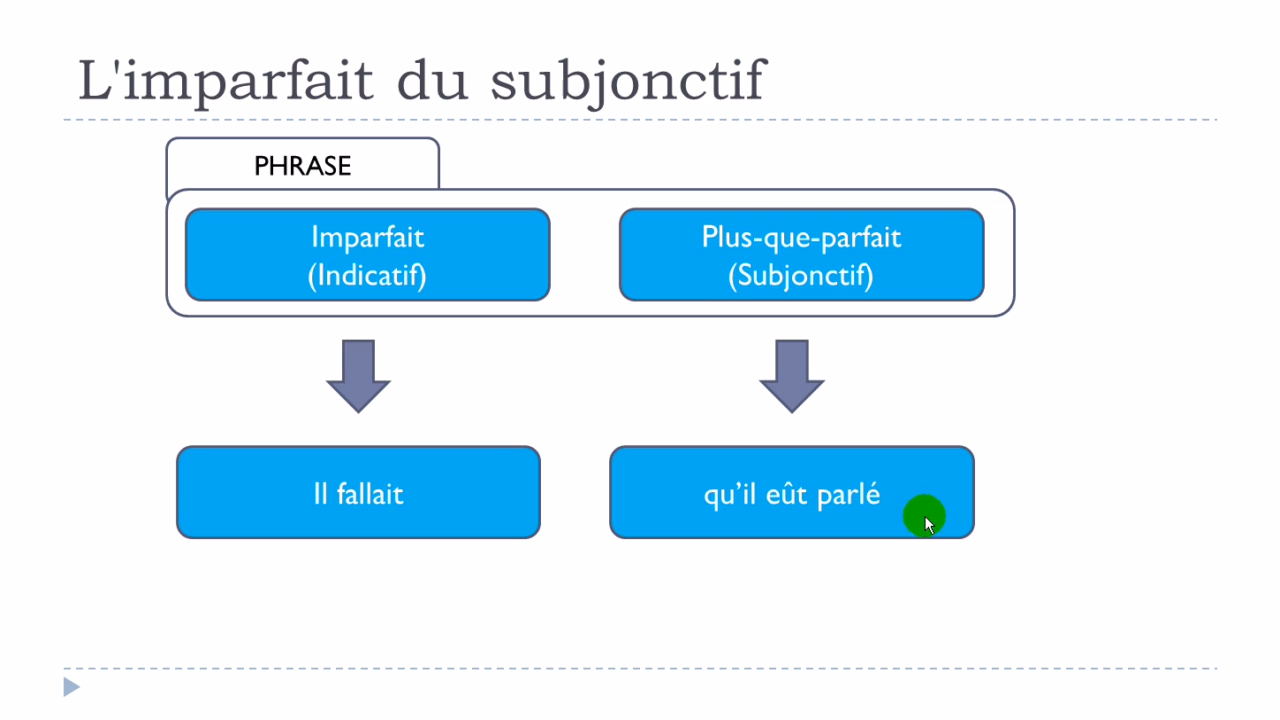 L'imparfait du subjonctif
PHRASE
Imparfait
(Indicatif)
Plus-que-parfait
(Subjonctif)
Il fallait
qu’il eût parlé